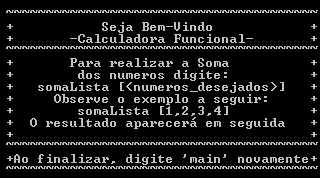 ~~~~~~~~~~~~~~~~~~~~~~~~~~~~~~~~~~~~~~~
+ Seja Bem-Vindo +
+ -Calculadora Funcional- +
~~~~~~~~~~~~~~~~~~~~~~~~~~~~~~~~~~~~~~~
+ Para realizar a Soma +
+ dos numeros digite: +
+ somaLista [<numeros_desejados>] +
+ Observe o exemplo a seguir: +
+ somaLista [1,2,3,4] +
+ O resultado aparecerá em seguida +
+ +
~~~~~~~~~~~~~~~~~~~~~~~~~~~~~~~~~~~~~~~
+Ao finalizar, digite 'main' novamente+
~~~~~~~~~~~~~~~~~~~~~~~~~~~~~~~~~~~~~~~